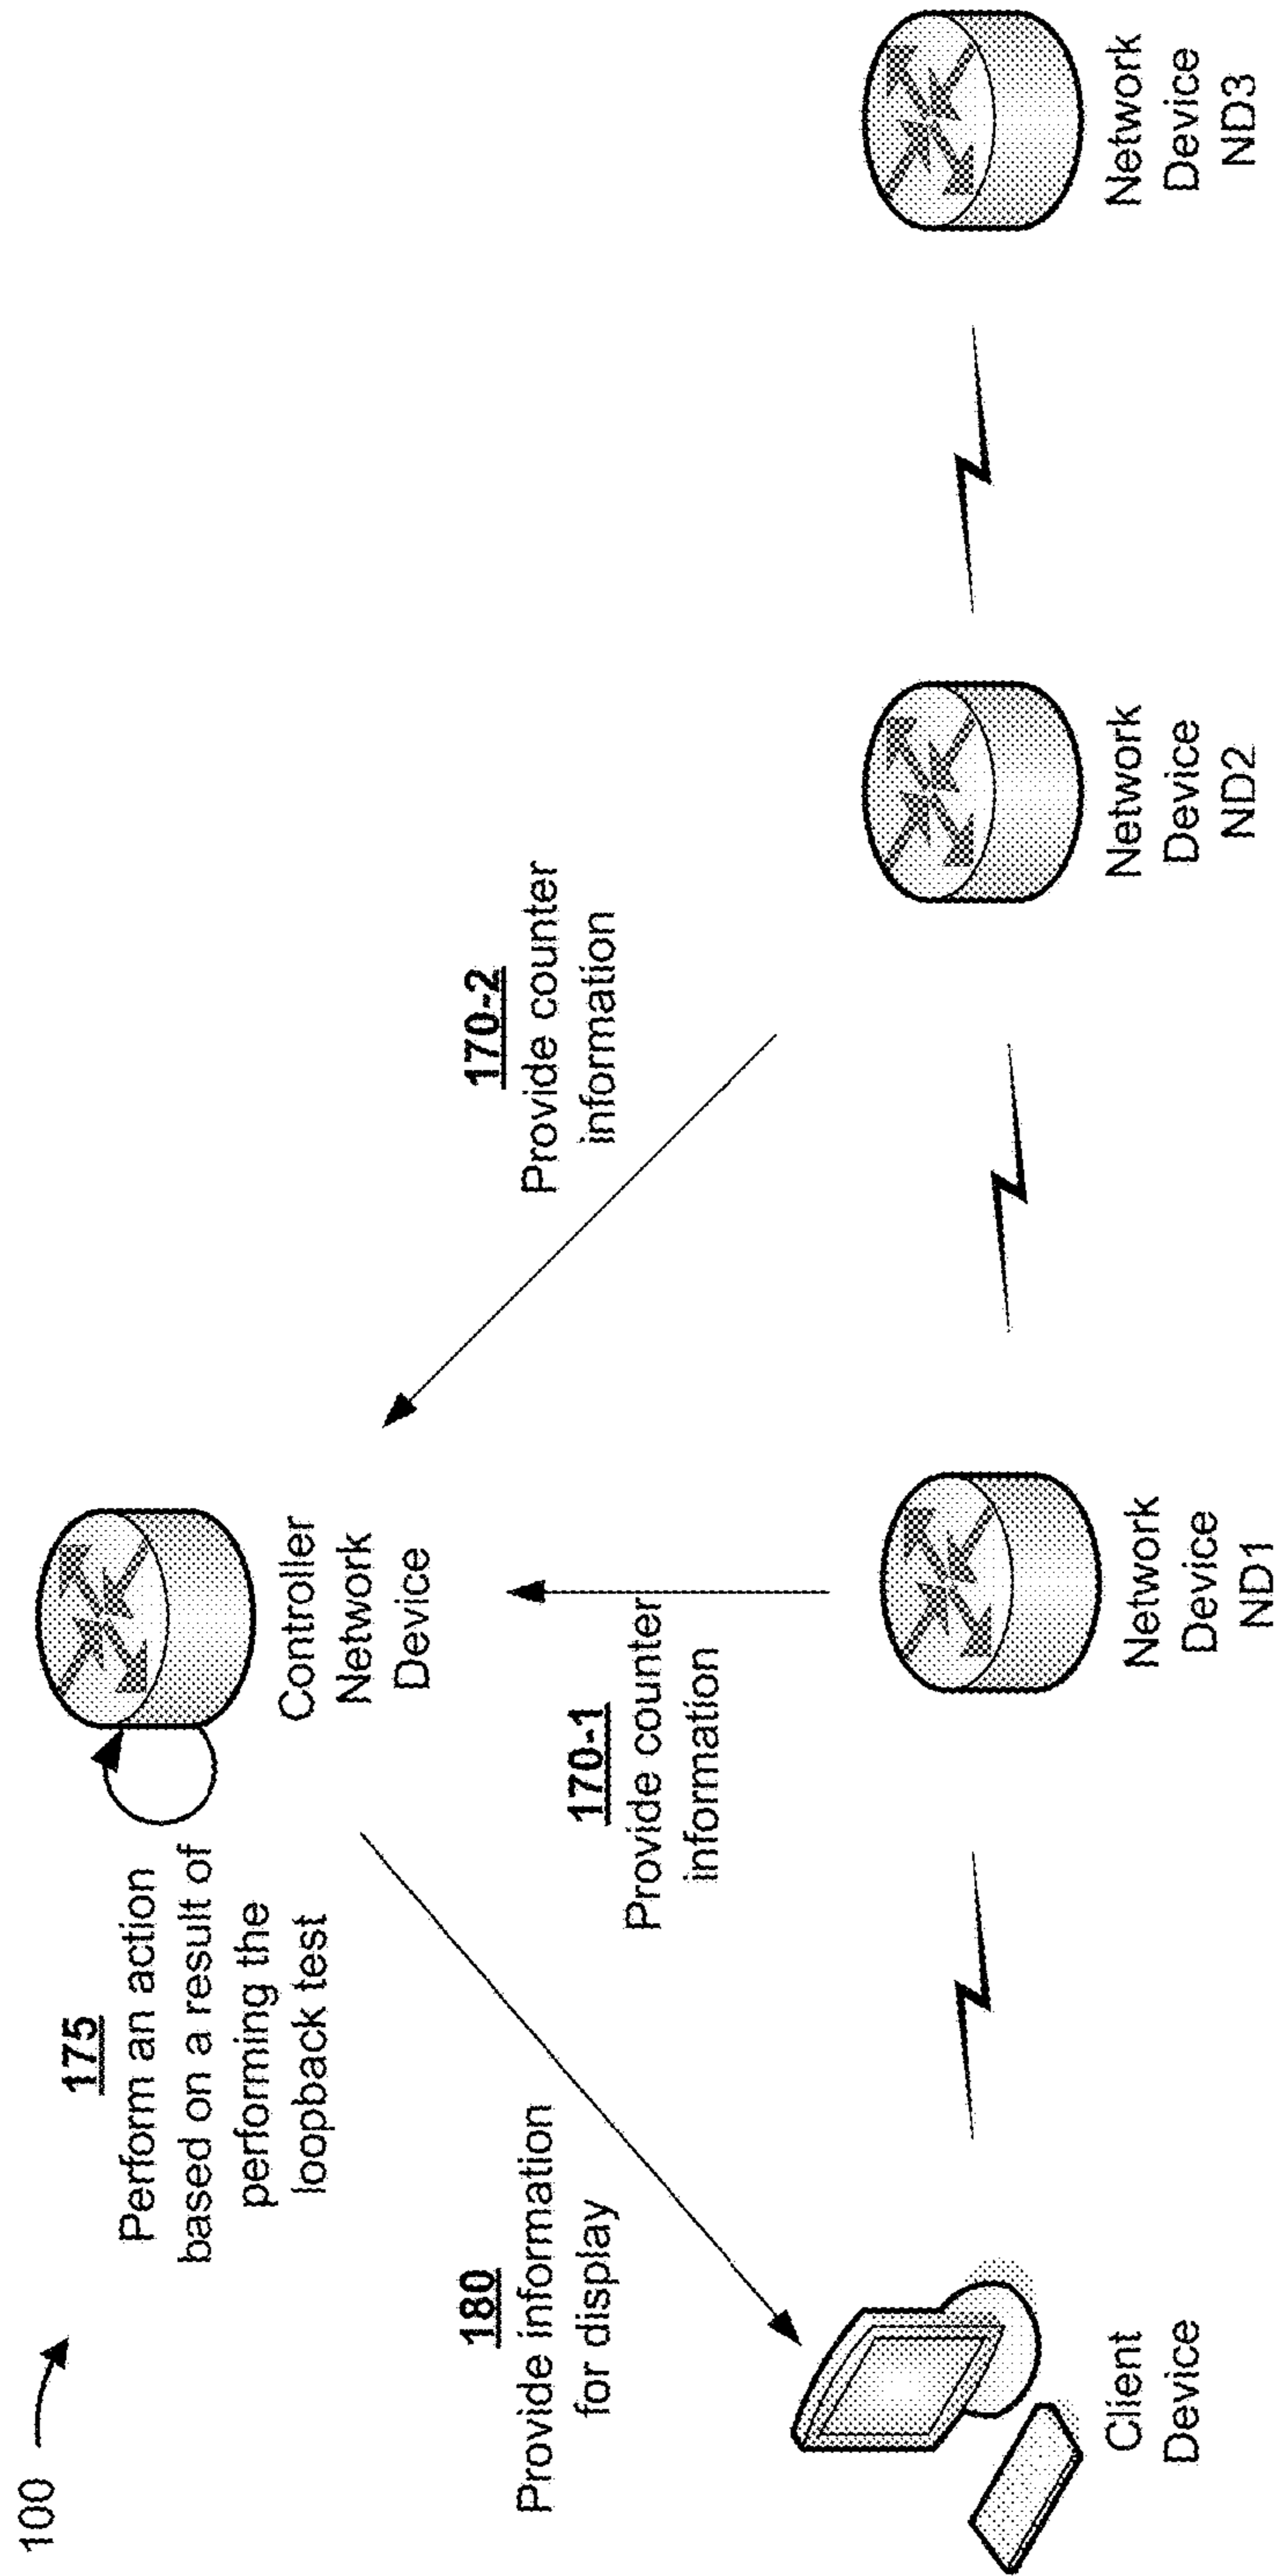 100
175
Perform an action
based on a result of
performing the
loopback test
Controller
Network
Device
180
Provide information
for display
170-1
Provide counter
information
170-2
Provide counter
information
Client
Device
Network
Device
ND1
Network
Device
ND2
Network
Device
ND3